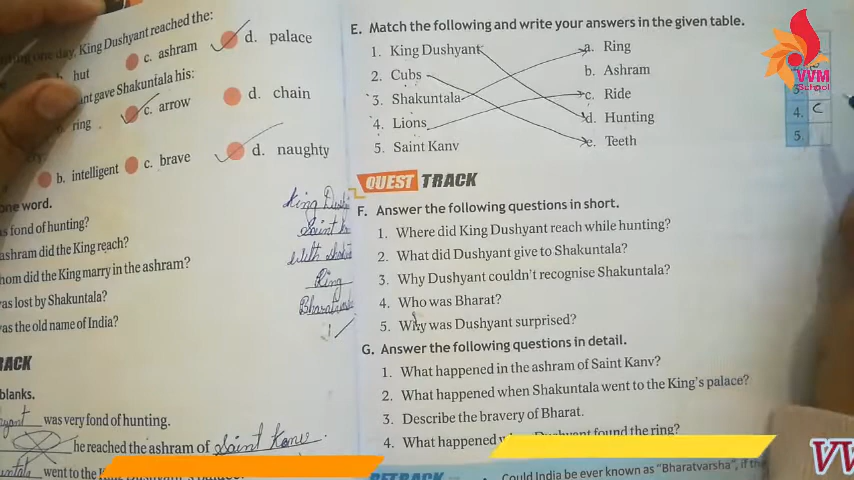 ning one day, King Dushyant reached the:
b. hut
c. ashram
d. palace
ant gave Shakuntala his:
ring
c. arrow
d. chain
b. intelligent
c. brave
d. naughty
one word.
as fond of hunting?
ashram did the King reach?
hom did the King marry in the ashram?
as lost by Shakuntala?
as the old name of India?
King Dushy
Saint k
With
Ring
RACK
blanks.
yant was very fond of hunting.
he reached the ashram of Saint Kanv.
went to the
E. Match the following and write your answers in the given table.
1. King Dushyant
a. Ring
2. Cubs
b. Ashram
3. Shakuntala
c. Ride
4. Lions
d. Hunting
5. Saint Kanv
e. Teeth
3.
4. C
5.
VVM
School
QUEST TRACK
F. Answer the following questions in short.
1. Where did King Dushyant reach while hunting?
2. What did Dushyant give to Shakuntala?
3. Why Dushyant couldn't recognise Shakuntala?
4. Who was Bharat?
5. Why was Dushyant surprised?
G. Answer the following questions in detail.
1. What happened in the ashram of Saint Kanv?
2. What happened when Shakuntala went to the King's palace?
3. Describe the bravery of Bharat.
4. What happened Dushyant found the ring?
RETRACK
Could India be ever known as "Bharatvarsha", if the
VV